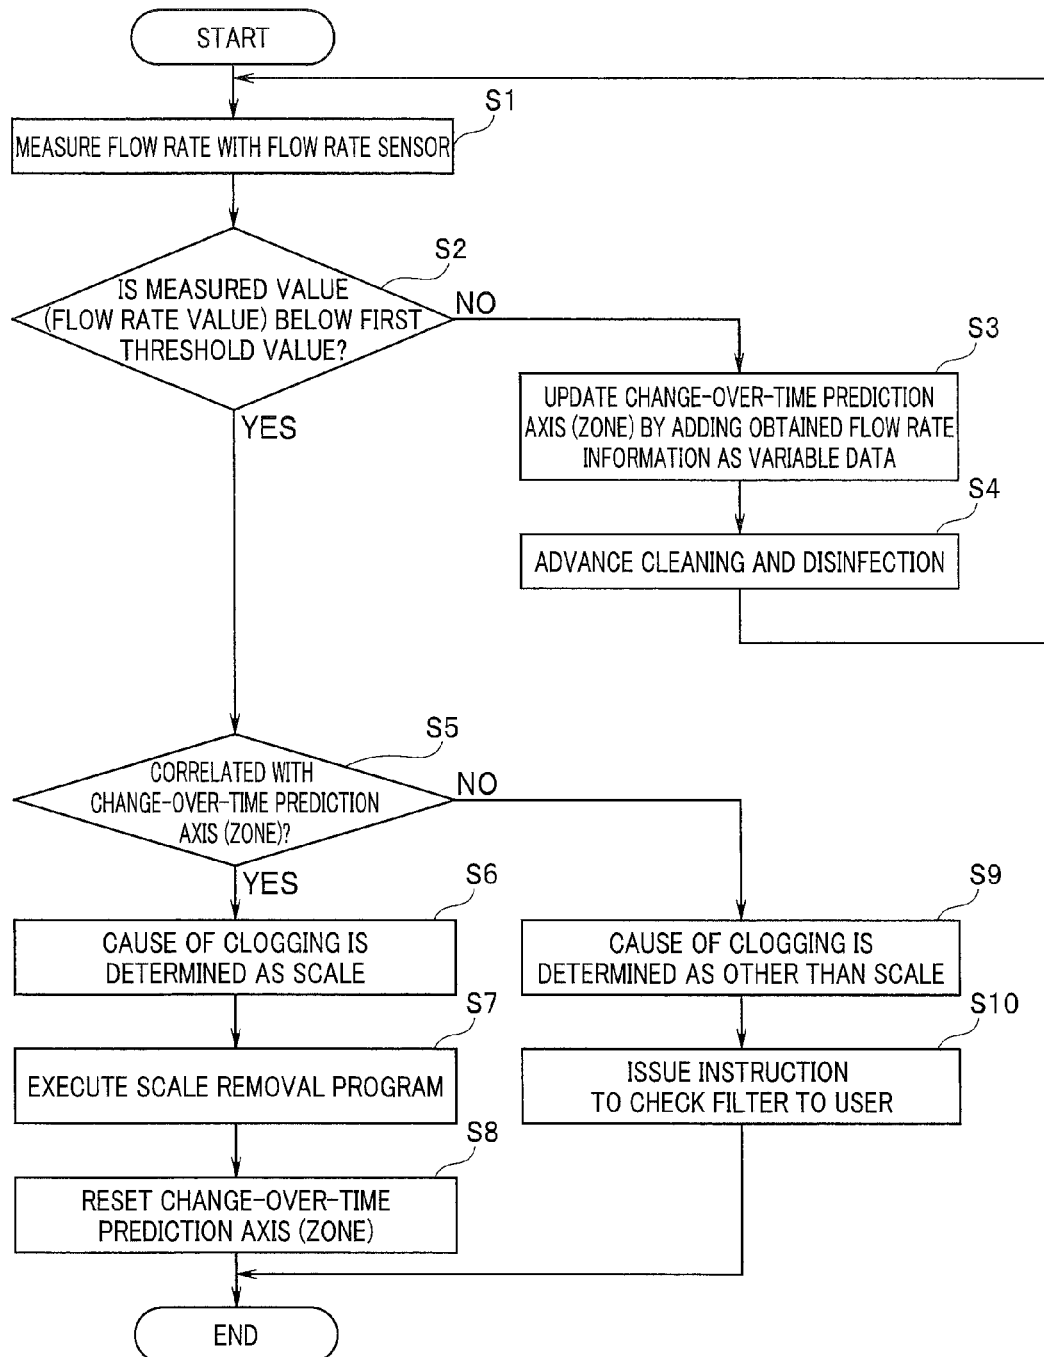 START
S1
MEASURE FLOW RATE WITH FLOW RATE SENSOR
S2
IS MEASURED VALUE
(FLOW RATE VALUE) BELOW FIRST
THRESHOLD VALUE?
NO
YES
S3
UPDATE CHANGE-OVER-TIME PREDICTION
AXIS (ZONE) BY ADDING OBTAINED FLOW RATE
INFORMATION AS VARIABLE DATA
S4
ADVANCE CLEANING AND DISINFECTION
S5
CORRELATED WITH
CHANGE-OVER-TIME PREDICTION
AXIS (ZONE)?
NO
YES
S6
CAUSE OF CLOGGING IS
DETERMINED AS SCALE
S7
EXECUTE SCALE REMOVAL PROGRAM
S8
RESET CHANGE-OVER-TIME
PREDICTION AXIS (ZONE)
S9
CAUSE OF CLOGGING IS
DETERMINED AS OTHER THAN SCALE
S10
ISSUE INSTRUCTION
TO CHECK FILTER TO USER
END